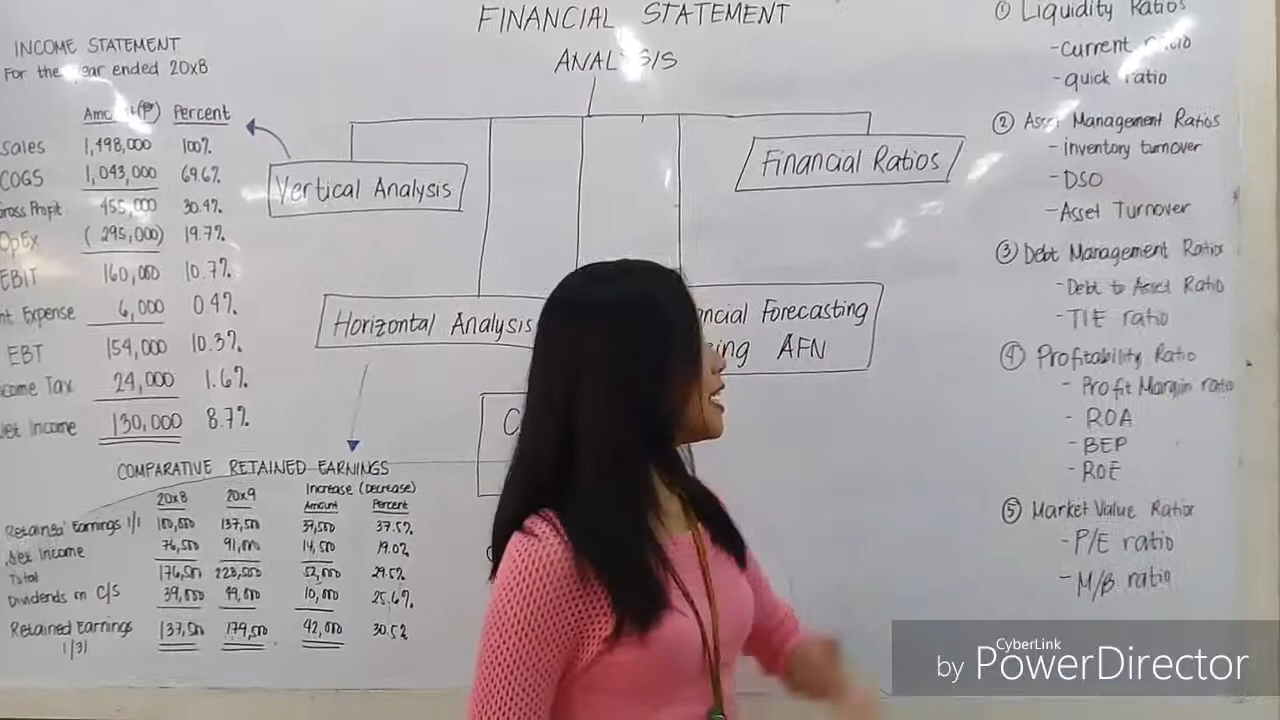 FINANCIAL STATEMENT
ANALYSIS
INCOME STATEMENT
For the year ended 20x8
Amount(₱) Percent
Sales 1,498,000 100%
COGS 1,043,000 69.6%
Gross Profit 455,000 30.4%
OpEx (295,000) 19.7%
EBIT 160,000 10.7%
nt Expense 6,000 0.4%
EBT 154,000 10.3%
come Tax 24,000 1.6%
Net Income 130,000 8.7%
Vertical Analysis
Financial Ratios
Horizontal Analysis
ncial Forecasting
ing AFN
C
COMPARATIVE RETAINED EARNINGS
Increase (Decrease)
20x8 20x9 Amount Percent
Retained Earnings 1/1 100,000 137,500 37,500 37.5%
Net Income 76,500 91,000 14,500 19.0%
Total 176,500 228,500 52,000 29.5%
Dividends on C/S 39,000 49,000 10,000 25.6%
Retained Earnings 137,500 179,500 42,000 30.5%
1/31
① Liquidity Ratios
-current ratio
-quick ratio
② Asset Management Ratios
-inventory turnover
-DSO
-Asset Turnover
③ Debt Management Ratios
-Debt to Asset Ratio
-TIE ratio
④ Profitability Ratio
- Profit Margin ratio
- ROA
- BEP
- ROE
⑤ Market Value Ratios
-P/E ratio
-M/B ratio
by CyberLink PowerDirector